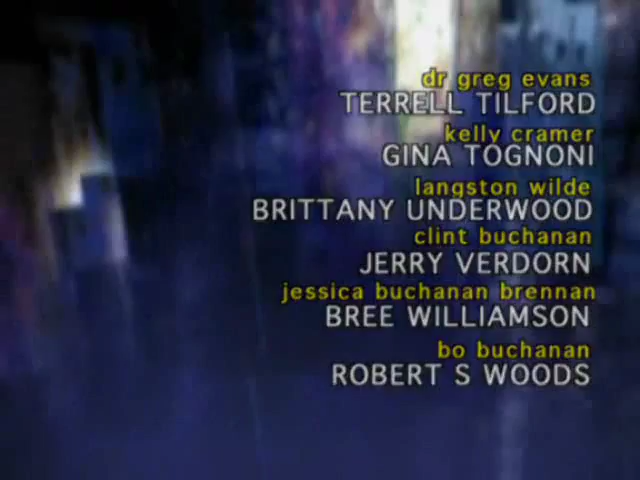 dr greg evans
TERRELL TILFORD
kelly cramer
GINA TOGNONI
langston wilde
BRITTANY UNDERWOOD
clint buchanan
JERRY VERDORN
jessica buchanan brennan
BREE WILLIAMSON
bo buchanan
ROBERT S WOODS